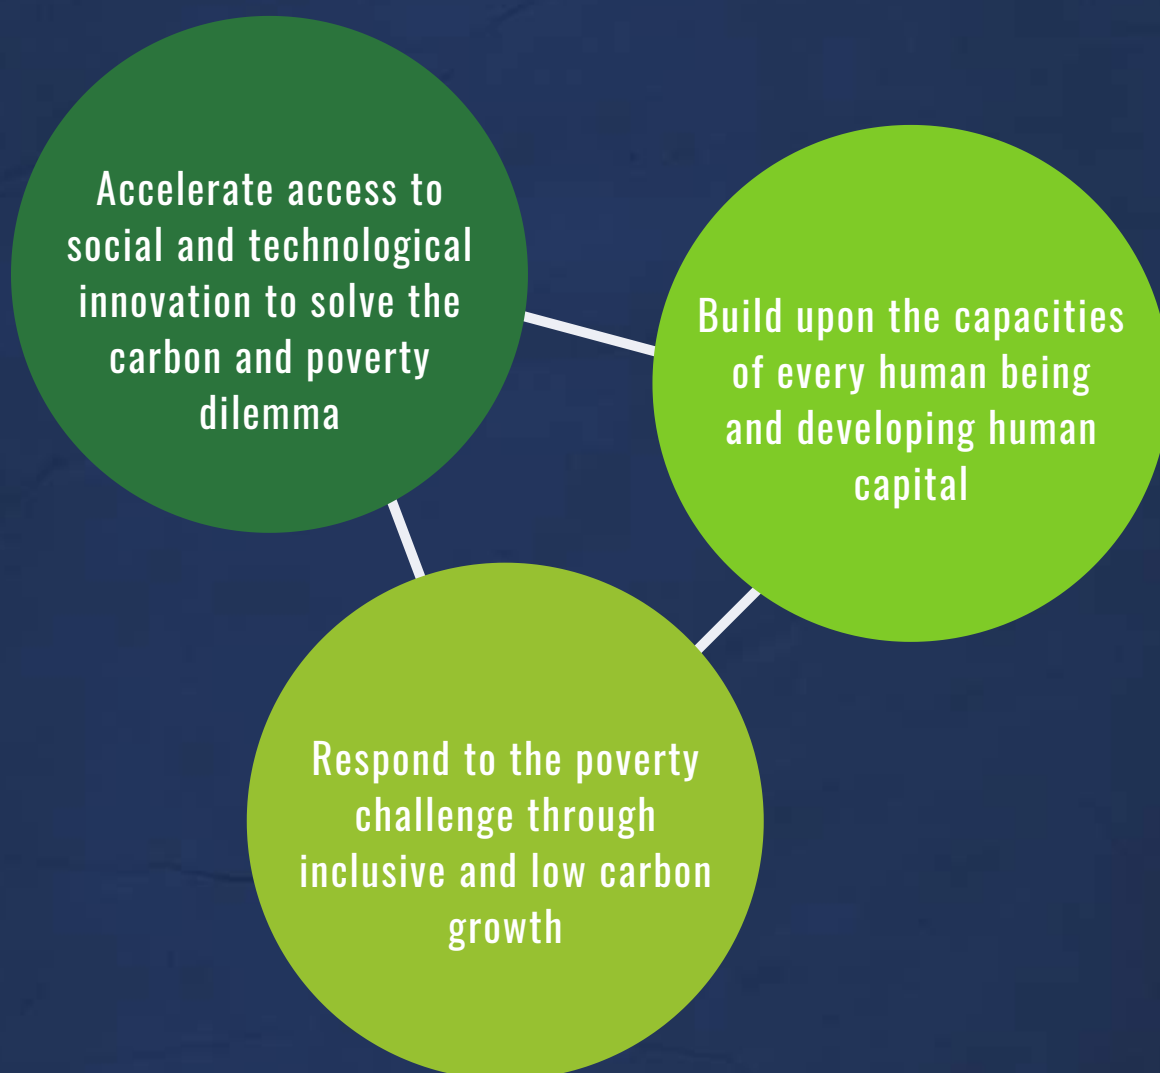 Accelerate access to
social and technological
innovation to solve the
carbon and poverty
dilemma
Build upon the capacities
of every human being
and developing human
capital
Respond to the poverty
challenge through
inclusive and low carbon
growth